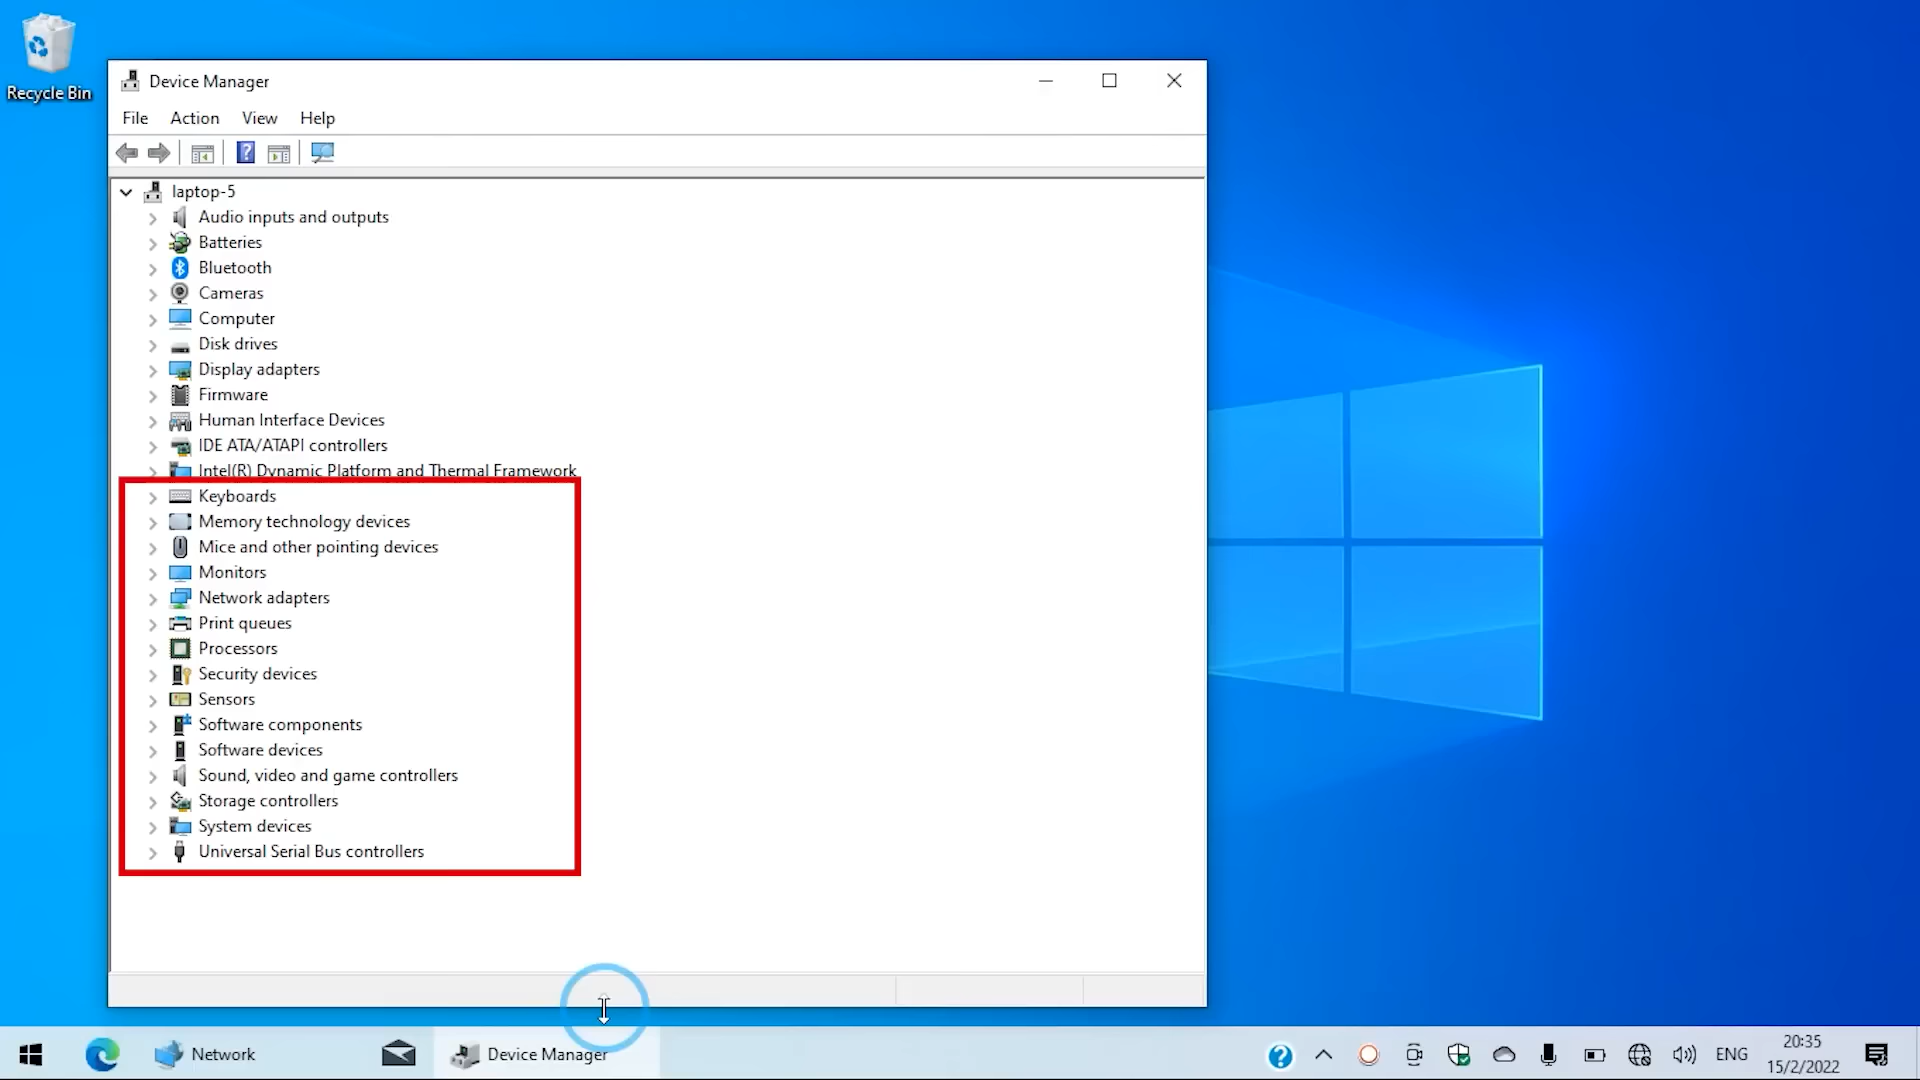 Recycle Bin
Device Manager
File Action View Help
?
laptop-5
Audio inputs and outputs
Batteries
Bluetooth
Cameras
Computer
Disk drives
Display adapters
Firmware
Human Interface Devices
IDE ATA/ATAPI controllers
Intel(R) Dynamic Platform and Thermal Framework
Keyboards
Memory technology devices
Mice and other pointing devices
Monitors
Network adapters
Print queues
Processors
Security devices
Sensors
Software components
Software devices
Sound, video and game controllers
Storage controllers
System devices
Universal Serial Bus controllers
Network
Device Manager
?
ENG
20:35
15/2/2022